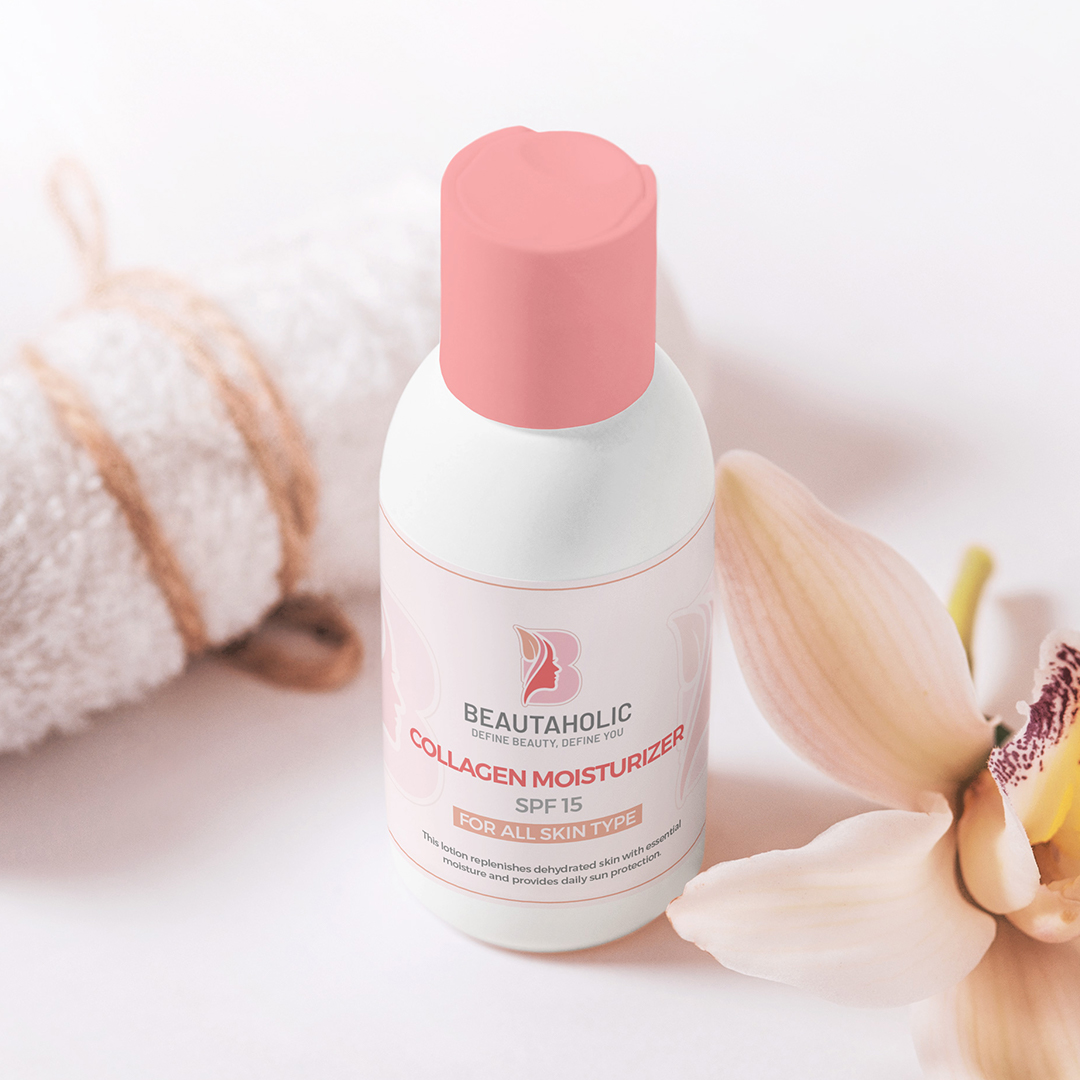 B
BEAUTAHOLIC
DEFINE BEAUTY, DEFINE YOU
COLLAGEN MOISTURIZER
SPF 15
FOR ALL SKIN TYPE
This lotion replenishes dehydrated skin with essential
moisture and provides daily sun protection.